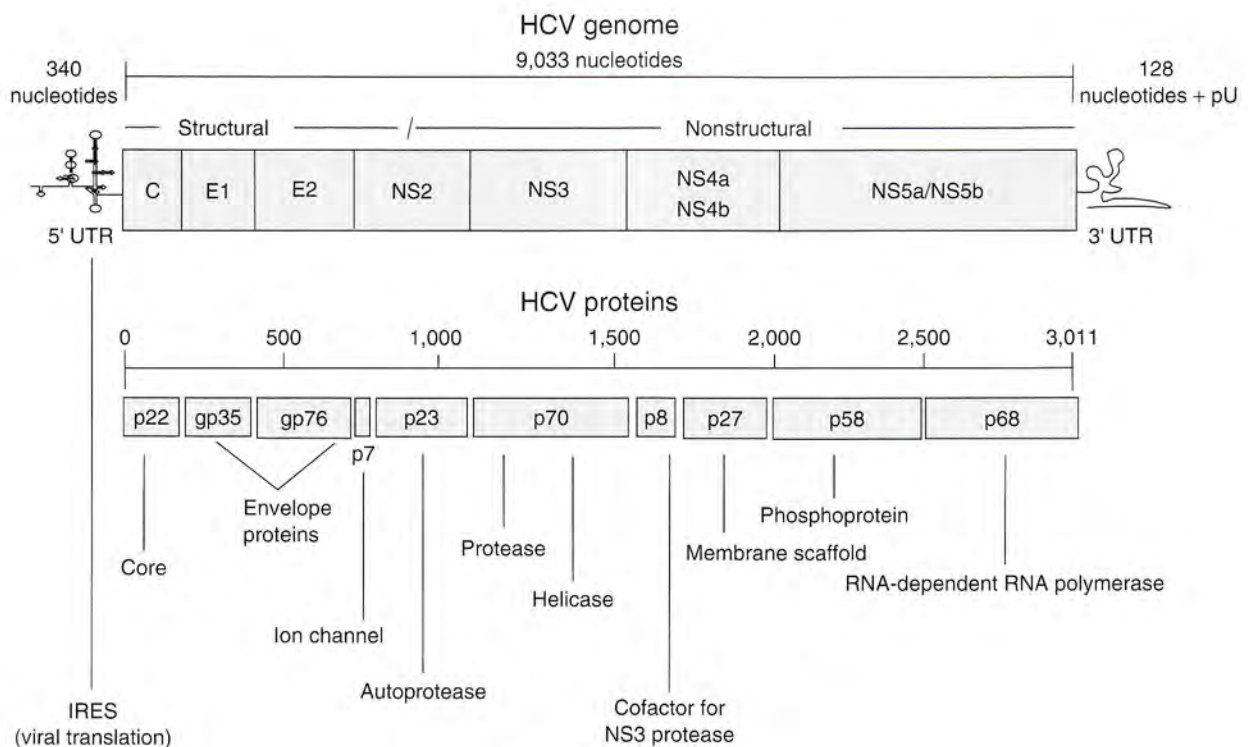 HCV genome
9,033 nucleotides
340
nucleotides
128
nucleotides + pU
Structural / Nonstructural
C E1 E2 NS2 NS3 NS4a NS5a/NS5b
NS4b
5' UTR
3' UTR
HCV proteins
0 500 1,000 1,500 2,000 2,500 3,011
p22 gp35 gp76 p23 p70 p8 p27 p58 p68
p7
Envelope
proteins
Phosphoprotein
Protease
Membrane scaffold
Core
RNA-dependent RNA polymerase
Helicase
Ion channel
Autoprotease
IRES
(viral translation)
Cofactor for
NS3 protease